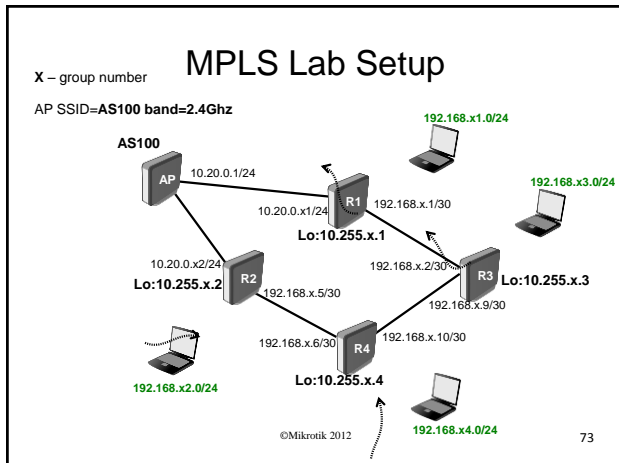 MPLS Lab Setup
X – group number
AP SSID=AS100 band=2.4Ghz
AS100
AP
10.20.0.1/24
192.168.x1.0/24
192.168.x3.0/24
R1
192.168.x.1/30
10.20.0.x1/24
Lo:10.255.x.1
10.20.0.x2/24
Lo:10.255.x.2
R2
192.168.x.5/30
192.168.x.2/30
R3
Lo:10.255.x.3
192.168.x.9/30
192.168.x.6/30
R4
192.168.x.10/30
Lo:10.255.x.4
192.168.x2.0/24
192.168.x4.0/24
©Mikrotik 2012
73